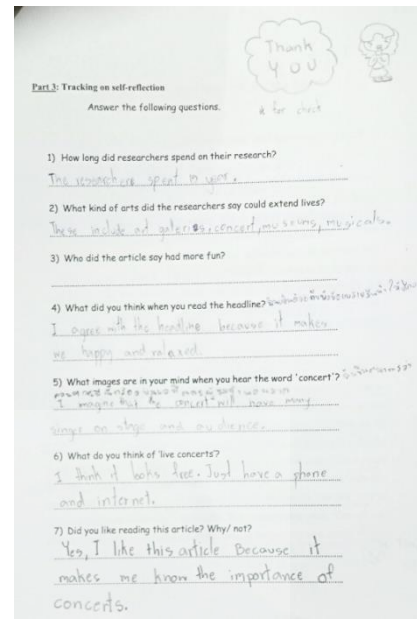 Thank
YOU
Part 3: Tracking on self-reflection
Answer the following questions.
for check
1) How long did researchers spend on their research?
The researchers spent
2) What kind of arts did the researchers say could extend lives?
These include art galleries, concert, museums, musicals.
3) Who did the article say had more fun?
4) What did you think when you read the headline?
I agree with the headline because it makes
me happy and relaxed.
5) What images are in your mind when you hear the word 'concert'?
I imagine that the concert will have many
singer on stage and audience.
6) What do you think of 'live concerts'?
I think it looks free. Just have a phone
and internet.
7) Did you like reading this article? Why/ not?
Yes, I like this article Because it
makes me know the importance of
concerts.